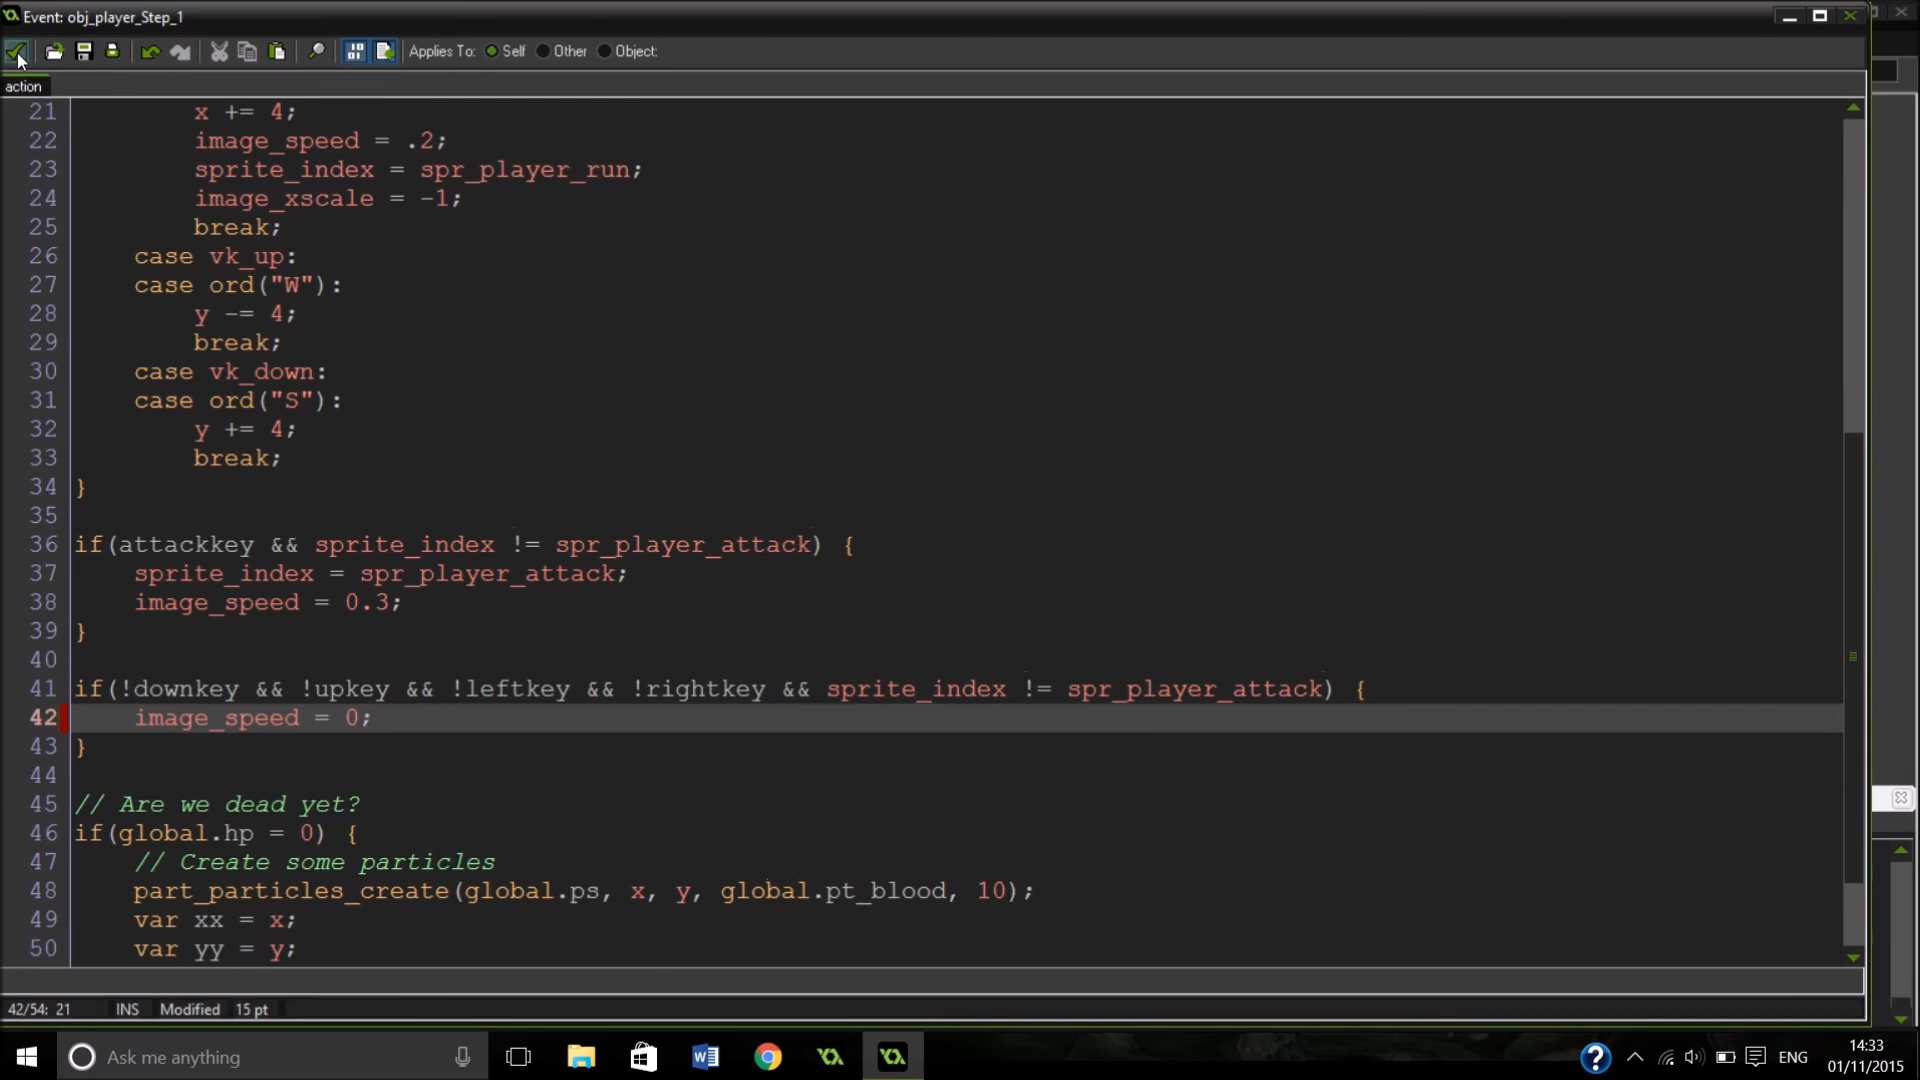 Event: obj_player_Step_1
Applies To: Self Other Object:
action
21 x += 4;
22 image_speed = .2;
23 sprite_index = spr_player_run;
24 image_xscale = -1;
25 break;
26 case vk_up:
27 case ord("W"):
28 y -= 4;
29 break;
30 case vk_down:
31 case ord("S"):
32 y += 4;
33 break;
34 }
35
36 if(attackkey && sprite_index != spr_player_attack) {
37 sprite_index = spr_player_attack;
38 image_speed = 0.3;
39 }
40
41 if(!downkey && !upkey && !leftkey && !rightkey && sprite_index != spr_player_attack) {
42 image_speed = 0;
43 }
44
45 // Are we dead yet?
46 if(global.hp = 0) {
47 // Create some particles
48 part_particles_create(global.ps, x, y, global.pt_blood, 10);
49 var xx = x;
50 var yy = y;
42/54: 21 INS Modified 15 pt
Ask me anything
ENG
14:33
01/11/2015